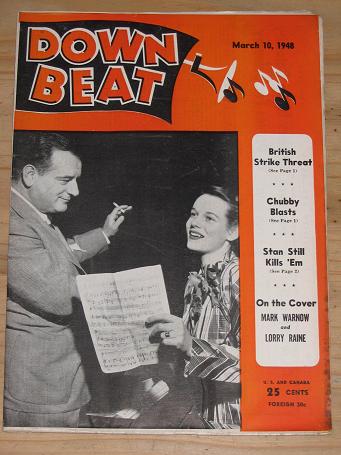 DOWN
BEAT
March 10, 1948
British
Strike Threat
(See Page 1)
* * *
Chubby
Blasts
(See Page 1)
* * *
Stan Still
Kills 'Em
(See Page 2)
* * *
On the Cover
MARK WARNOW
and
LORRY RAINE
U. S. AND CANADA
25 CENTS
FOREIGN 30c